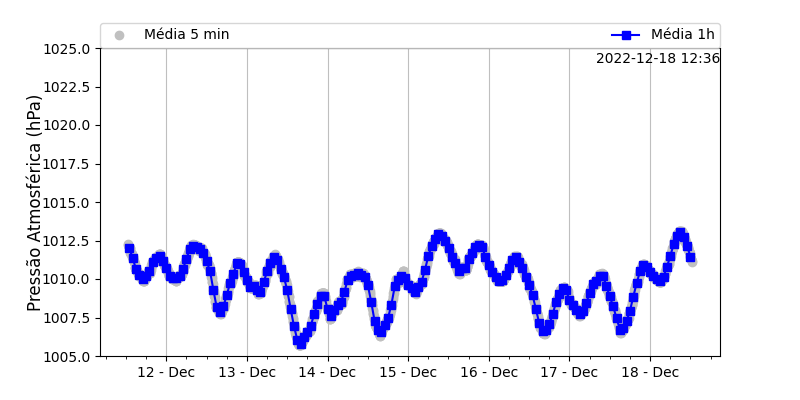 Média 5 min
Média 1h
2022-12-18 12:36
Pressão Atmosférica (hPa)
1025.0
1022.5
1020.0
1017.5
1015.0
1012.5
1010.0
1007.5
1005.0
12 - Dec
13 - Dec
14 - Dec
15 - Dec
16 - Dec
17 - Dec
18 - Dec